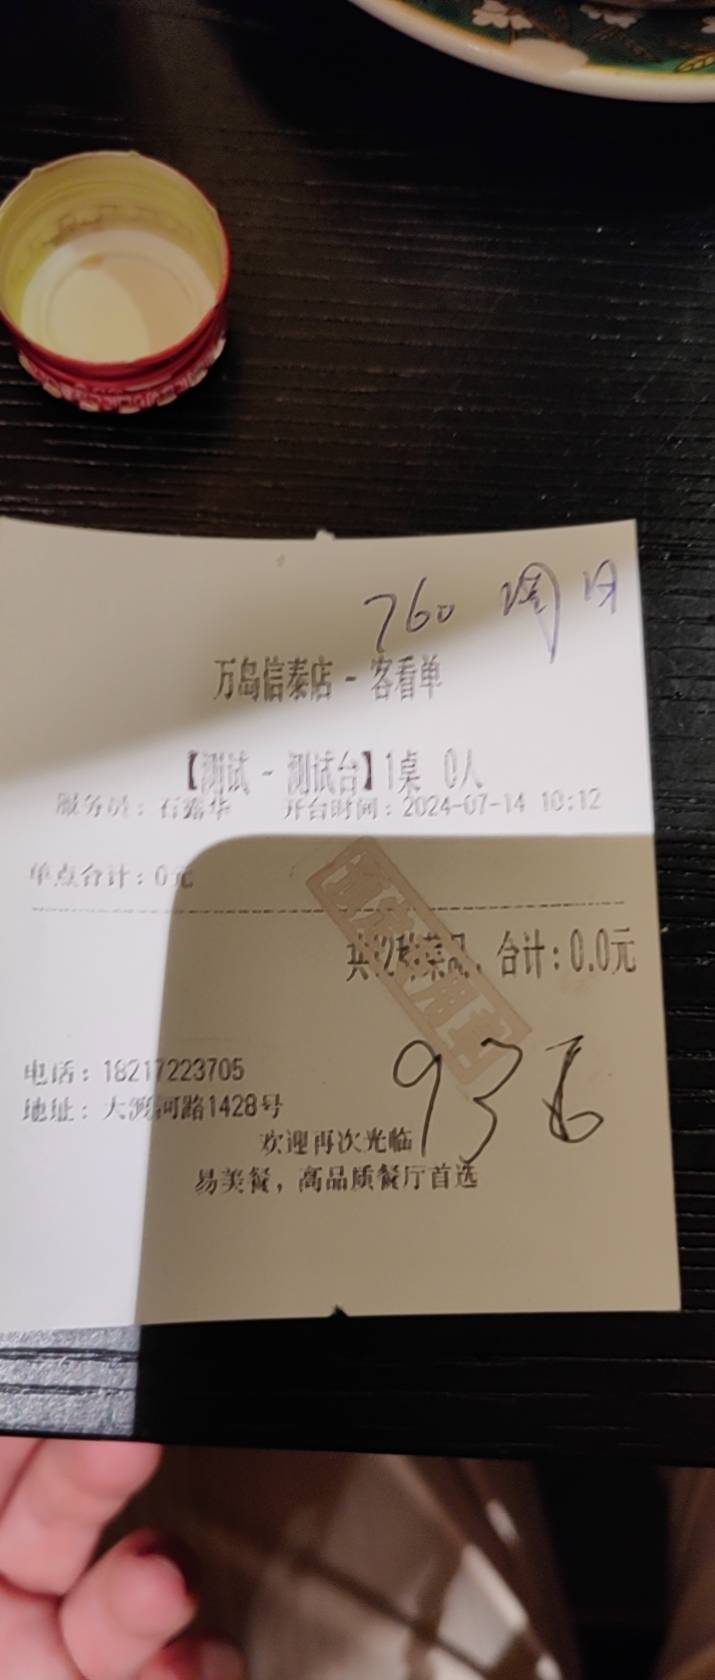 760 周日
万岛信泰店 - 客看单
【测试 - 测试台】1桌 0人
服务员：石露华 开台时间：2024-07-14 10:12
单点合计：0元
共12种菜品，合计：0.0元
电话：18217223705
地址：大渡河路1428号
93
欢迎再次光临
易美餐，高品质餐厅首选